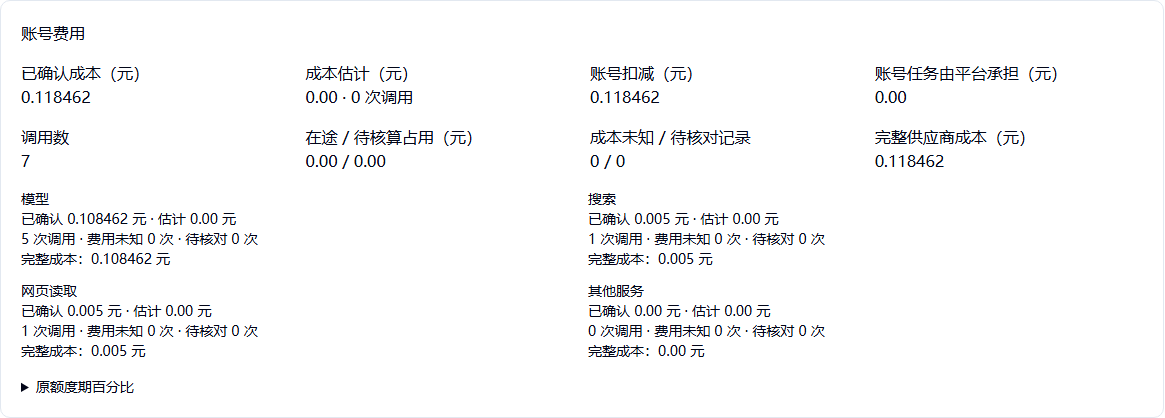 账号费用
已确认成本（元） 成本估计（元） 账号扣减（元） 账号任务由平台承担（元）
0.118462 0.00 · 0 次调用 0.118462 0.00
调用数 在途 / 待核算占用（元） 成本未知 / 待核对记录 完整供应商成本（元）
7 0.00 / 0.00 0 / 0 0.118462
模型
已确认 0.108462 元 · 估计 0.00 元
5 次调用 · 费用未知 0 次 · 待核对 0 次
完整成本：0.108462 元
搜索
已确认 0.005 元 · 估计 0.00 元
1 次调用 · 费用未知 0 次 · 待核对 0 次
完整成本：0.005 元
网页读取
已确认 0.005 元 · 估计 0.00 元
1 次调用 · 费用未知 0 次 · 待核对 0 次
完整成本：0.005 元
其他服务
已确认 0.00 元 · 估计 0.00 元
0 次调用 · 费用未知 0 次 · 待核对 0 次
完整成本：0.00 元
▶ 原额度期百分比